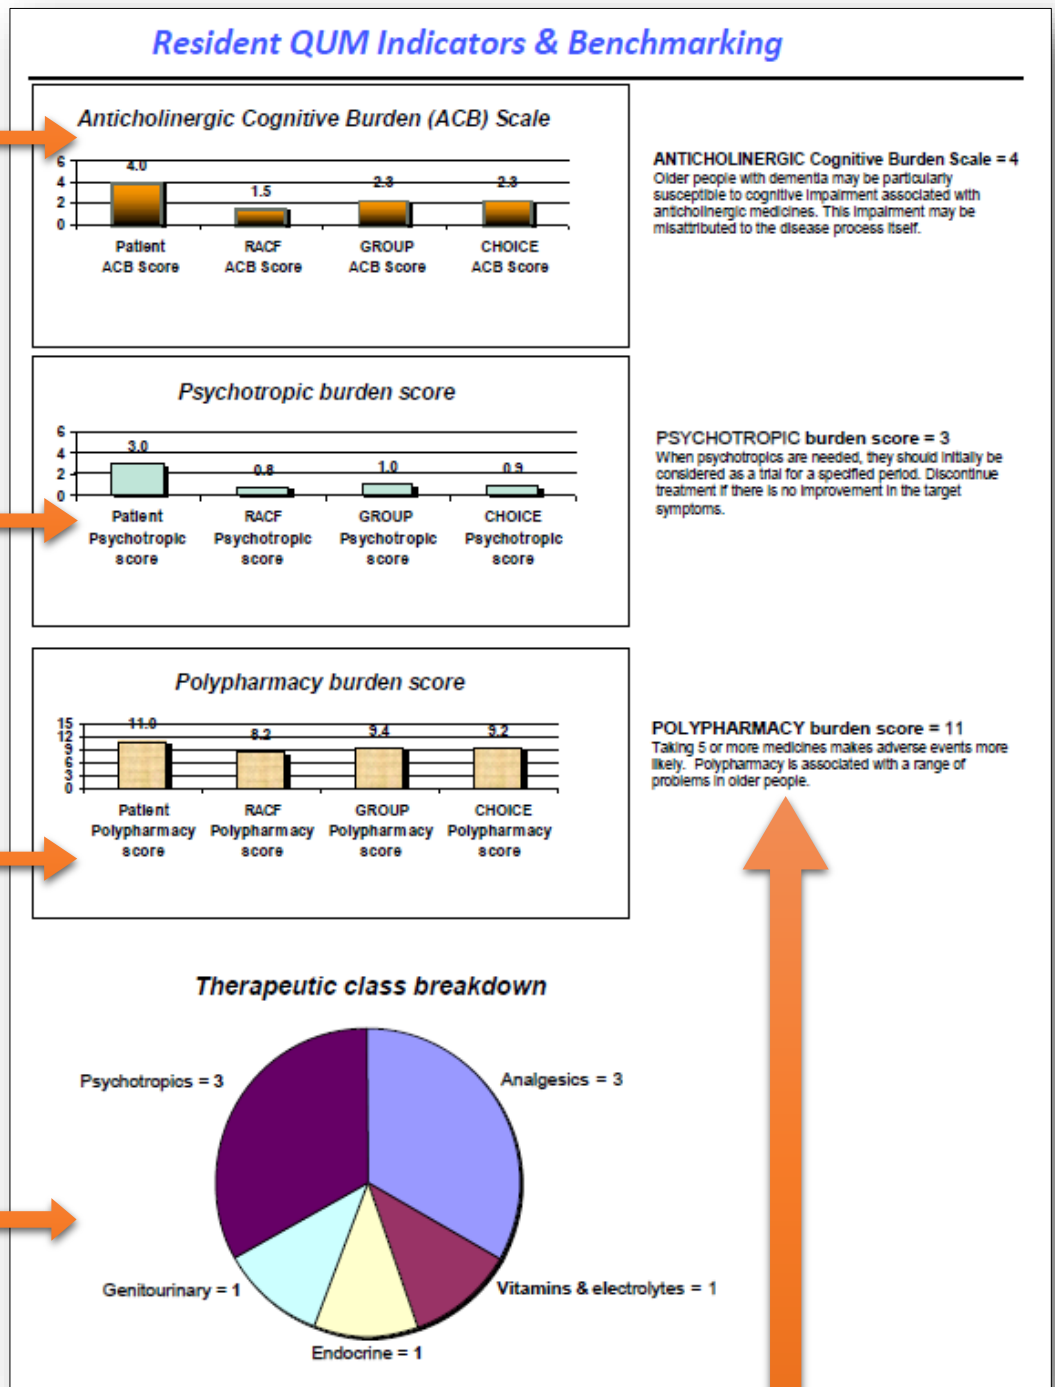 Resident QUM Indicators & Benchmarking
Anticholinergic Cognitive Burden (ACB) Scale
6
4
2
0
4.0
1.5
2.3
2.3
Patient RACF GROUP CHOICE
ACB Score ACB Score ACB Score ACB Score
ANTICHOLINERGIC Cognitive Burden Scale = 4
Older people with dementia may be particularly
susceptible to cognitive impairment associated with
anticholinergic medicines. This impairment may be
misattributed to the disease process itself.
Psychotropic burden score
6
4
2
0
3.0
0.8
1.0
0.9
Patient RACF GROUP CHOICE
Psychotropic Psychotropic Psychotropic Psychotropic
score score score score
PSYCHOTROPIC burden score = 3
When psychotropics are needed, they should initially be
considered as a trial for a specified period. Discontinue
treatment if there is no improvement in the target
symptoms.
Polypharmacy burden score
15
12
9
6
3
0
11.0
8.2
9.4
9.2
Patient RACF GROUP CHOICE
Polypharmacy Polypharmacy Polypharmacy Polypharmacy
score score score score
POLYPHARMACY burden score = 11
Taking 5 or more medicines makes adverse events more
likely. Polypharmacy is associated with a range of
problems in older people.
Therapeutic class breakdown
Psychotropics = 3
Analgesics = 3
Genitourinary = 1
Vitamins & electrolytes = 1
Endocrine = 1